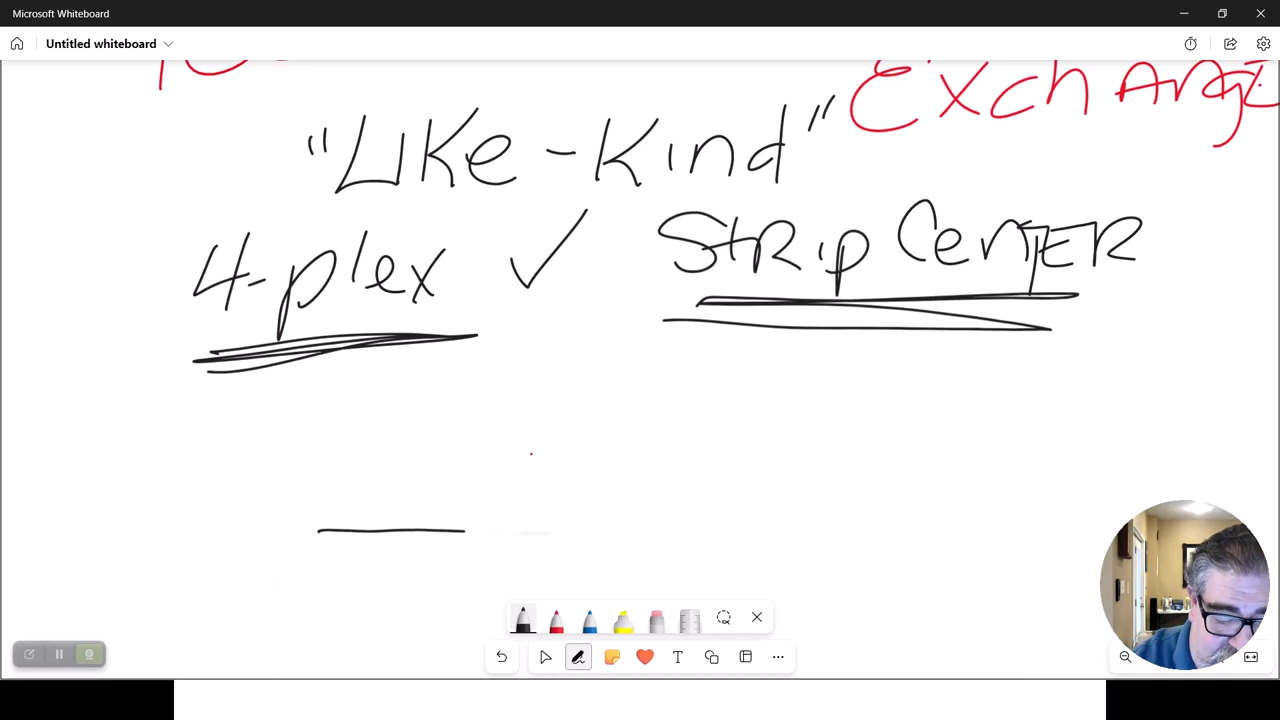 Microsoft Whiteboard
Untitled whiteboard
Exchange
"Like-Kind"
4-plex ✓ Strip Center